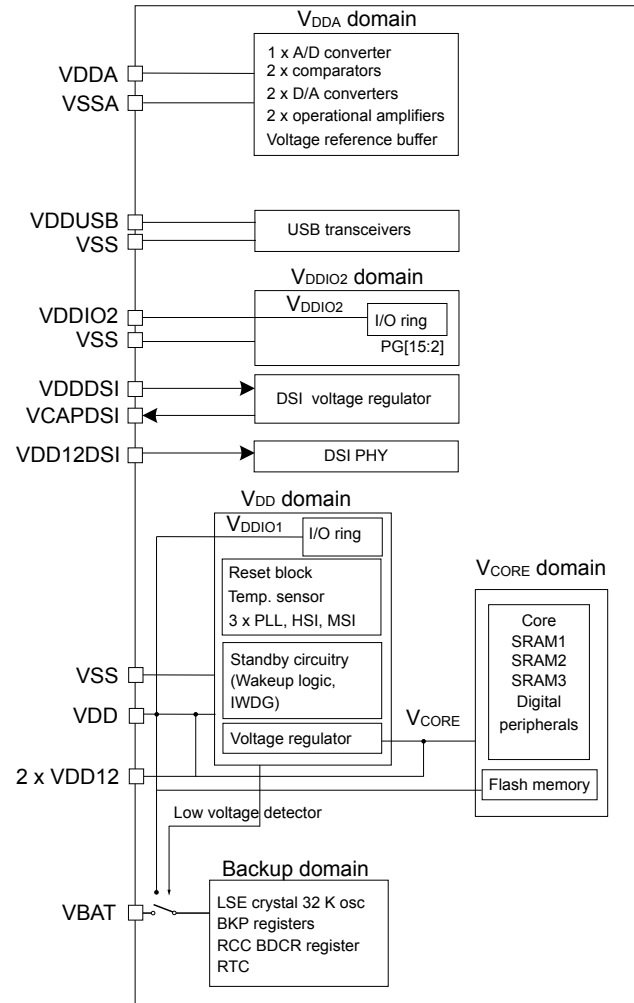 VDDA domain
1 x A/D converter
2 x comparators
2 x D/A converters
2 x operational amplifiers
Voltage reference buffer
VDDA
VSSA
VDDUSB
VSS
USB transceivers
VDDIO2 domain
VDDIO2
VDDIO2
VSS
I/O ring
PG[15:2]
VDDDSI
VCAPDSI
DSI voltage regulator
VDD12DSI
DSI PHY
VDD domain
VDDIO1
I/O ring
Reset block
Temp. sensor
3 x PLL, HSI, MSI
Standby circuitry
(Wakeup logic,
IWDG)
Voltage regulator
VSS
VDD
2 x VDD12
VCORE
VCORE domain
Core
SRAM1
SRAM2
SRAM3
Digital
peripherals
Flash memory
Low voltage detector
Backup domain
VBAT
LSE crystal 32 K osc
BKP registers
RCC BDCR register
RTC